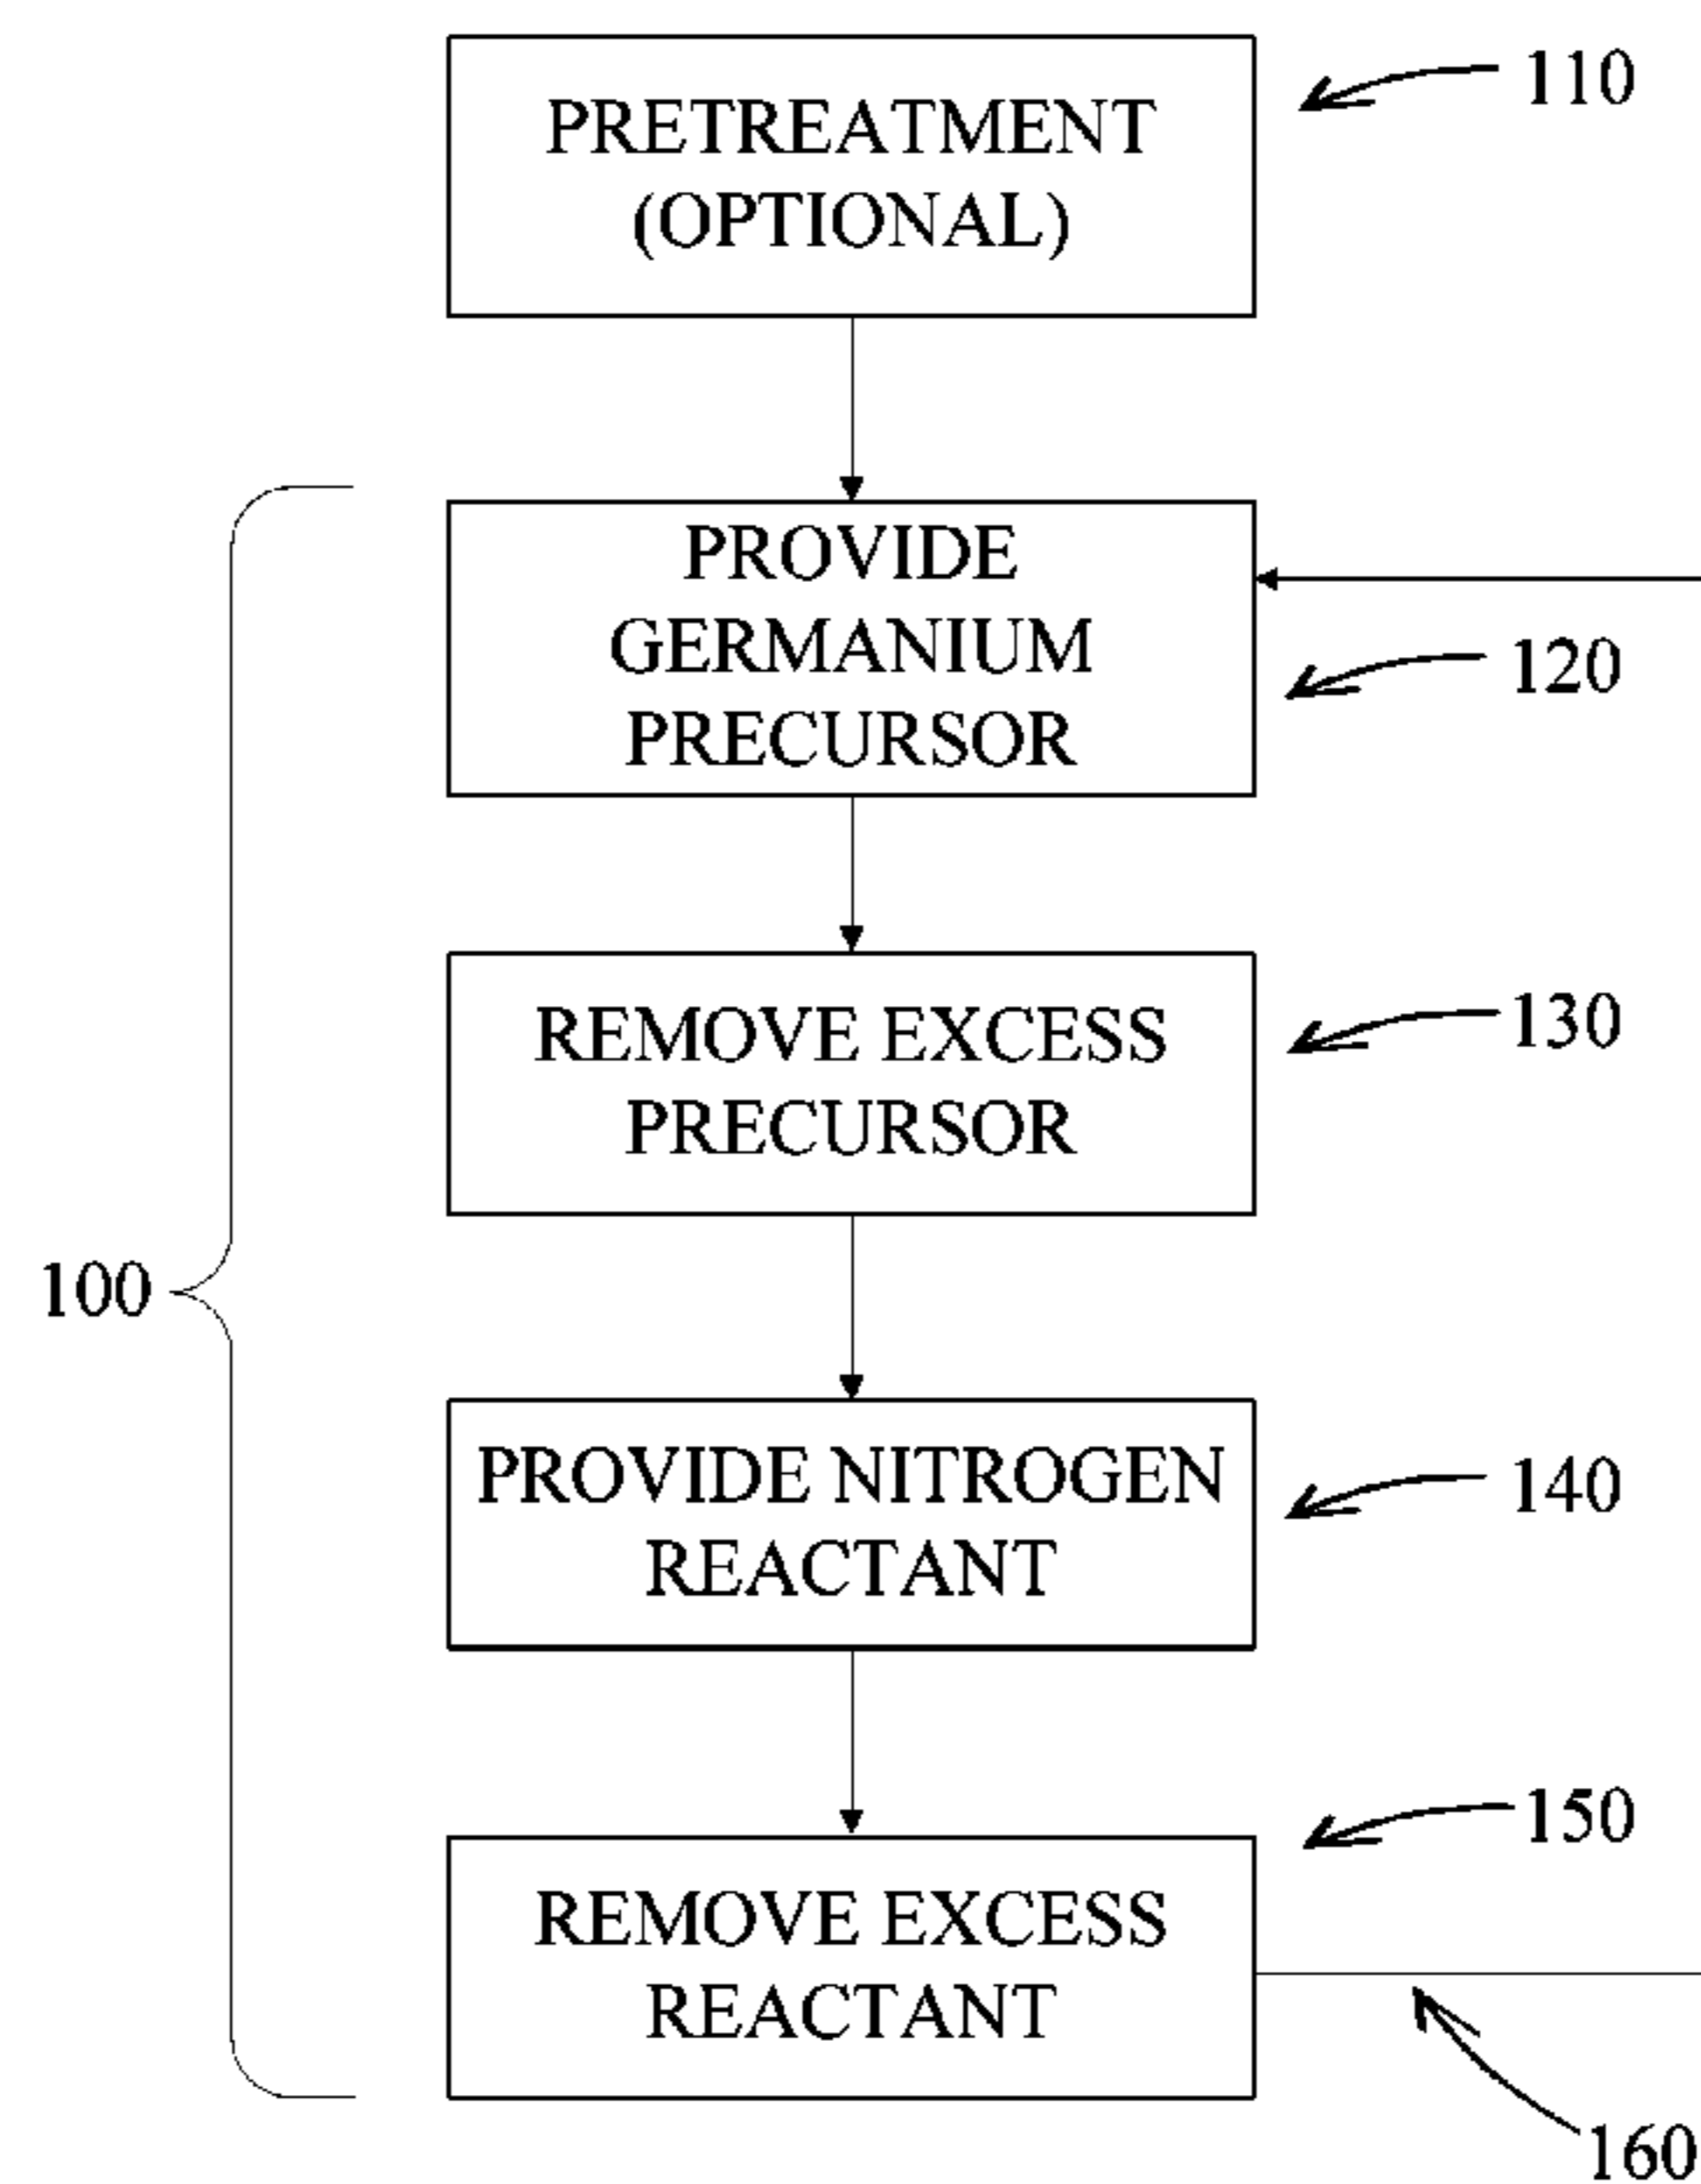 PRETREATMENT
(OPTIONAL)
110
PROVIDE
GERMANIUM
PRECURSOR
120
REMOVE EXCESS
PRECURSOR
130
100
PROVIDE NITROGEN
REACTANT
140
REMOVE EXCESS
REACTANT
150
160